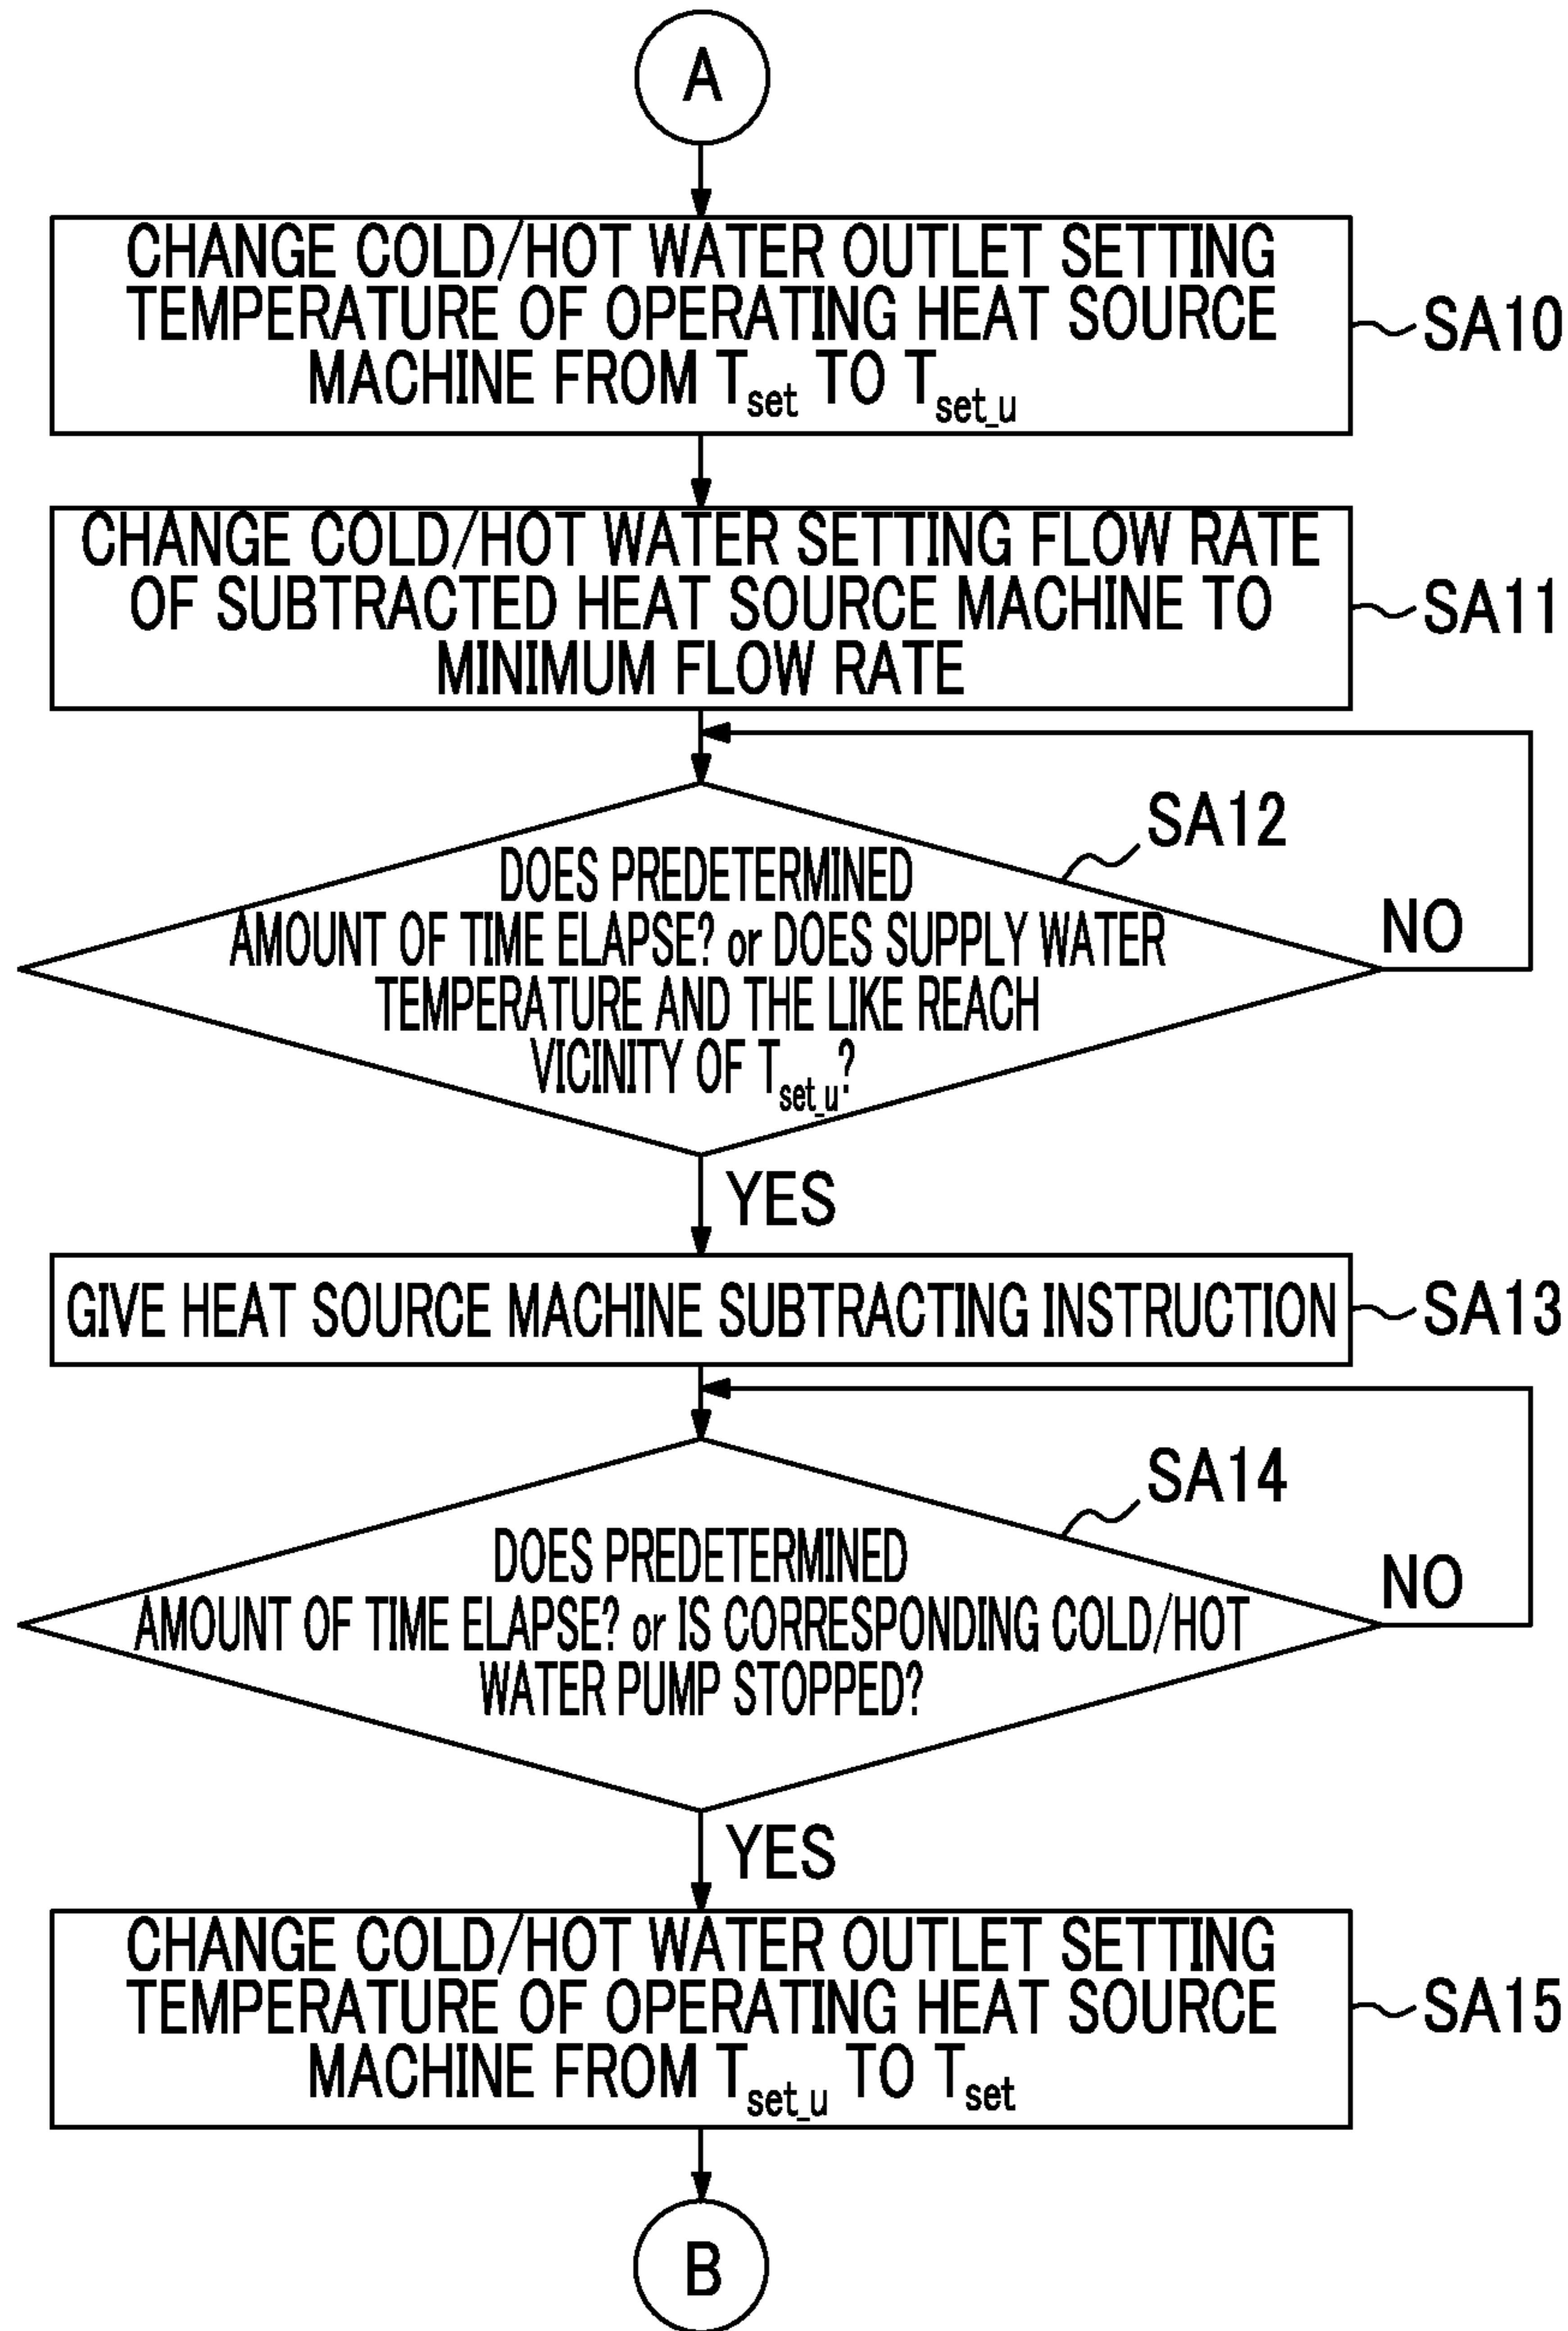 A
CHANGE COLD/HOT WATER OUTLET SETTING
TEMPERATURE OF OPERATING HEAT SOURCE
MACHINE FROM Tset TO Tset_u
SA10
CHANGE COLD/HOT WATER SETTING FLOW RATE
OF SUBTRACTED HEAT SOURCE MACHINE TO
MINIMUM FLOW RATE
SA11
SA12
DOES PREDETERMINED
AMOUNT OF TIME ELAPSE? or DOES SUPPLY WATER
TEMPERATURE AND THE LIKE REACH
VICINITY OF Tset_u?
NO
YES
GIVE HEAT SOURCE MACHINE SUBTRACTING INSTRUCTION
SA13
SA14
DOES PREDETERMINED
AMOUNT OF TIME ELAPSE? or IS CORRESPONDING COLD/HOT
WATER PUMP STOPPED?
NO
YES
CHANGE COLD/HOT WATER OUTLET SETTING
TEMPERATURE OF OPERATING HEAT SOURCE
MACHINE FROM Tset_u TO Tset
SA15
B